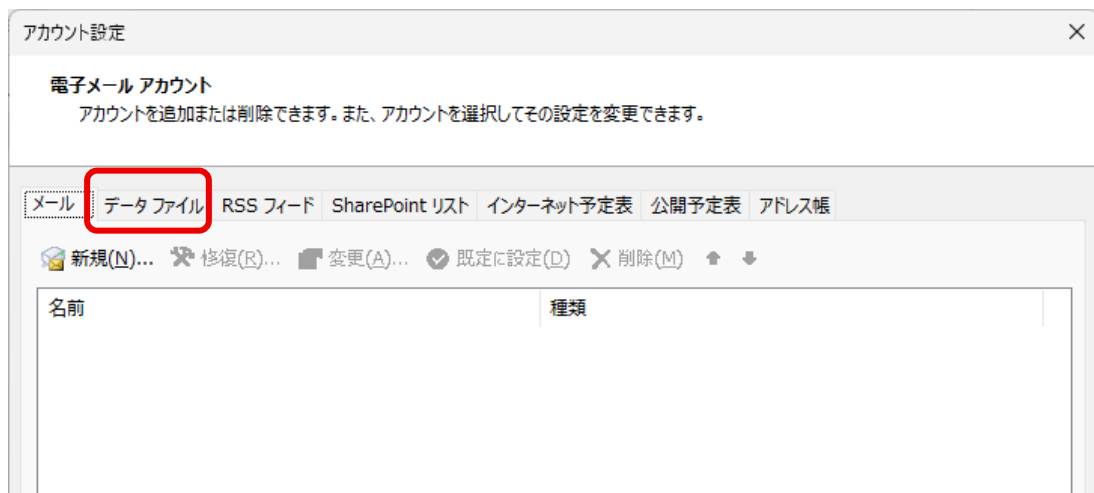 アカウント設定
電子メール アカウント
アカウントを追加または削除できます。また、アカウントを選択してその設定を変更できます。
メール データ ファイル RSS フィード SharePoint リスト インターネット予定表 公開予定表 アドレス帳
新規(N)... 修復(R)... 変更(A)... 既定に設定(D) 削除(M)
名前 種類